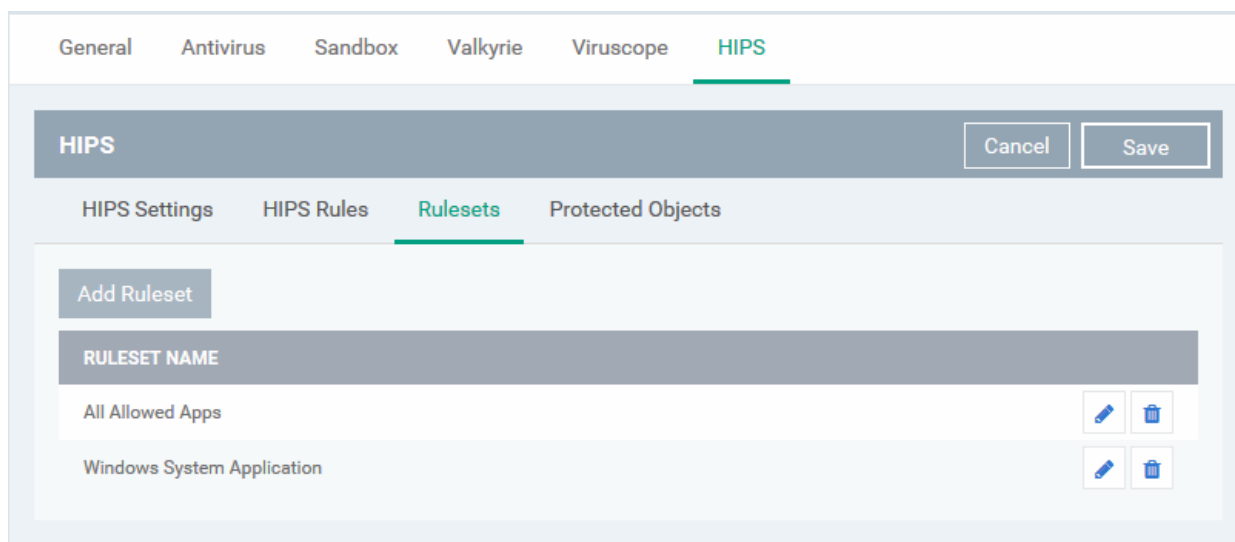 General Antivirus Sandbox Valkyrie Viruscope HIPS
HIPS Cancel Save
HIPS Settings HIPS Rules Rulesets Protected Objects
Add Ruleset
RULESET NAME
All Allowed Apps
Windows System Application